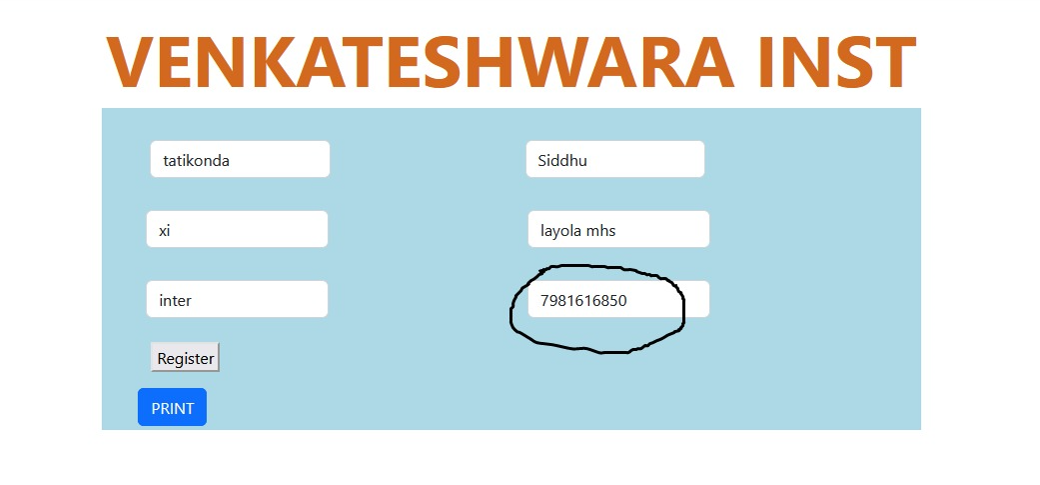 VENKATESHWARA INST
tatikonda Siddhu
xi layola mhs
inter 7981616850
Register
PRINT